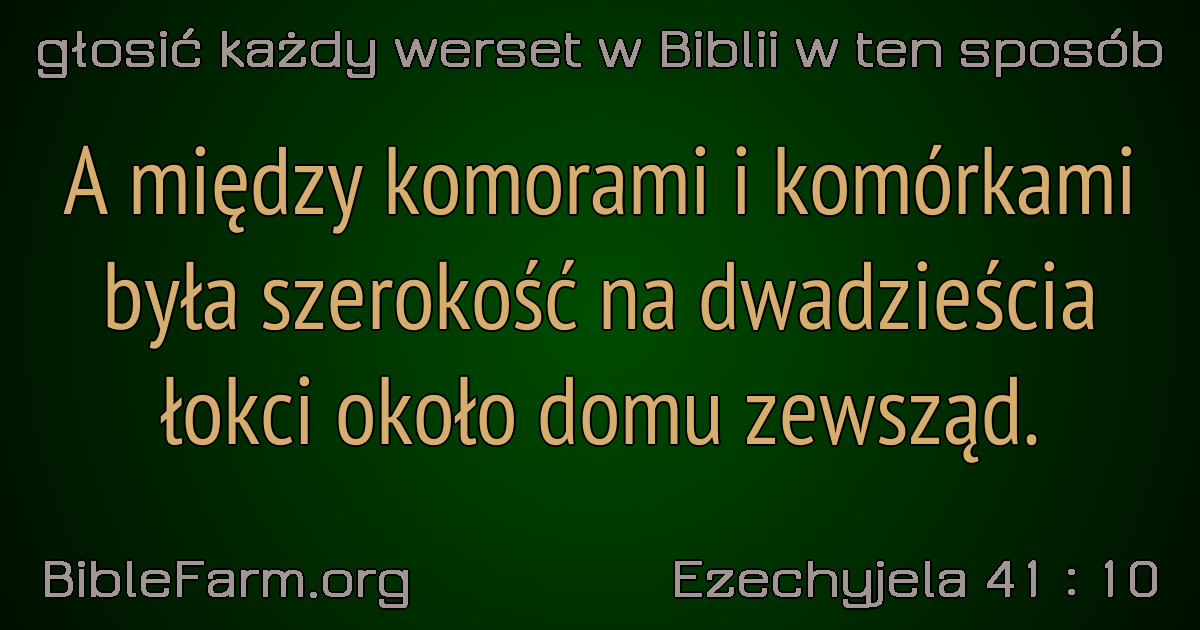 głosić każdy werset w Biblii w ten sposób
A między komorami i komórkami
była szerokość na dwadzieścia
łokci około domu zewsząd.
BibleFarm.org
Ezechyjela 41 : 10